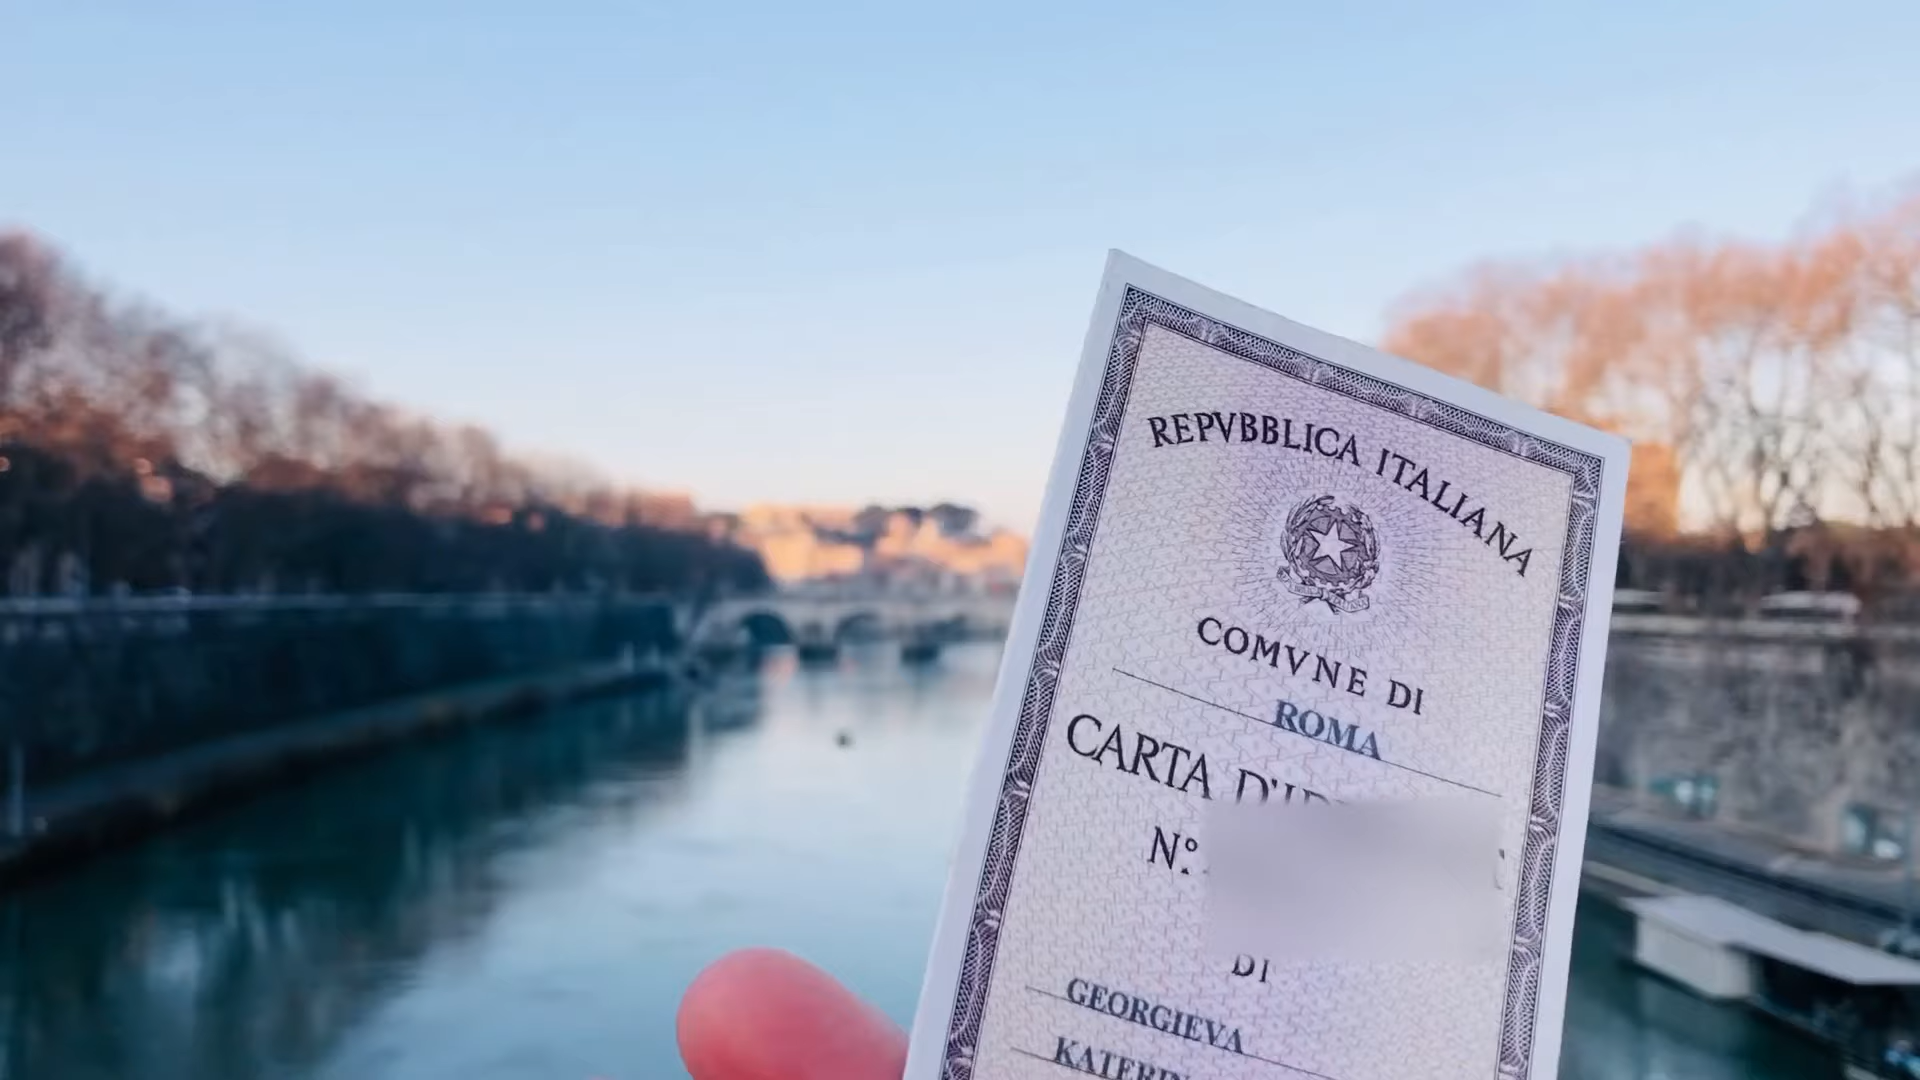 REPVBBLICA ITALIANA
COMVNE DI
ROMA
CARTA
N°.
DI
GEORGIEVA